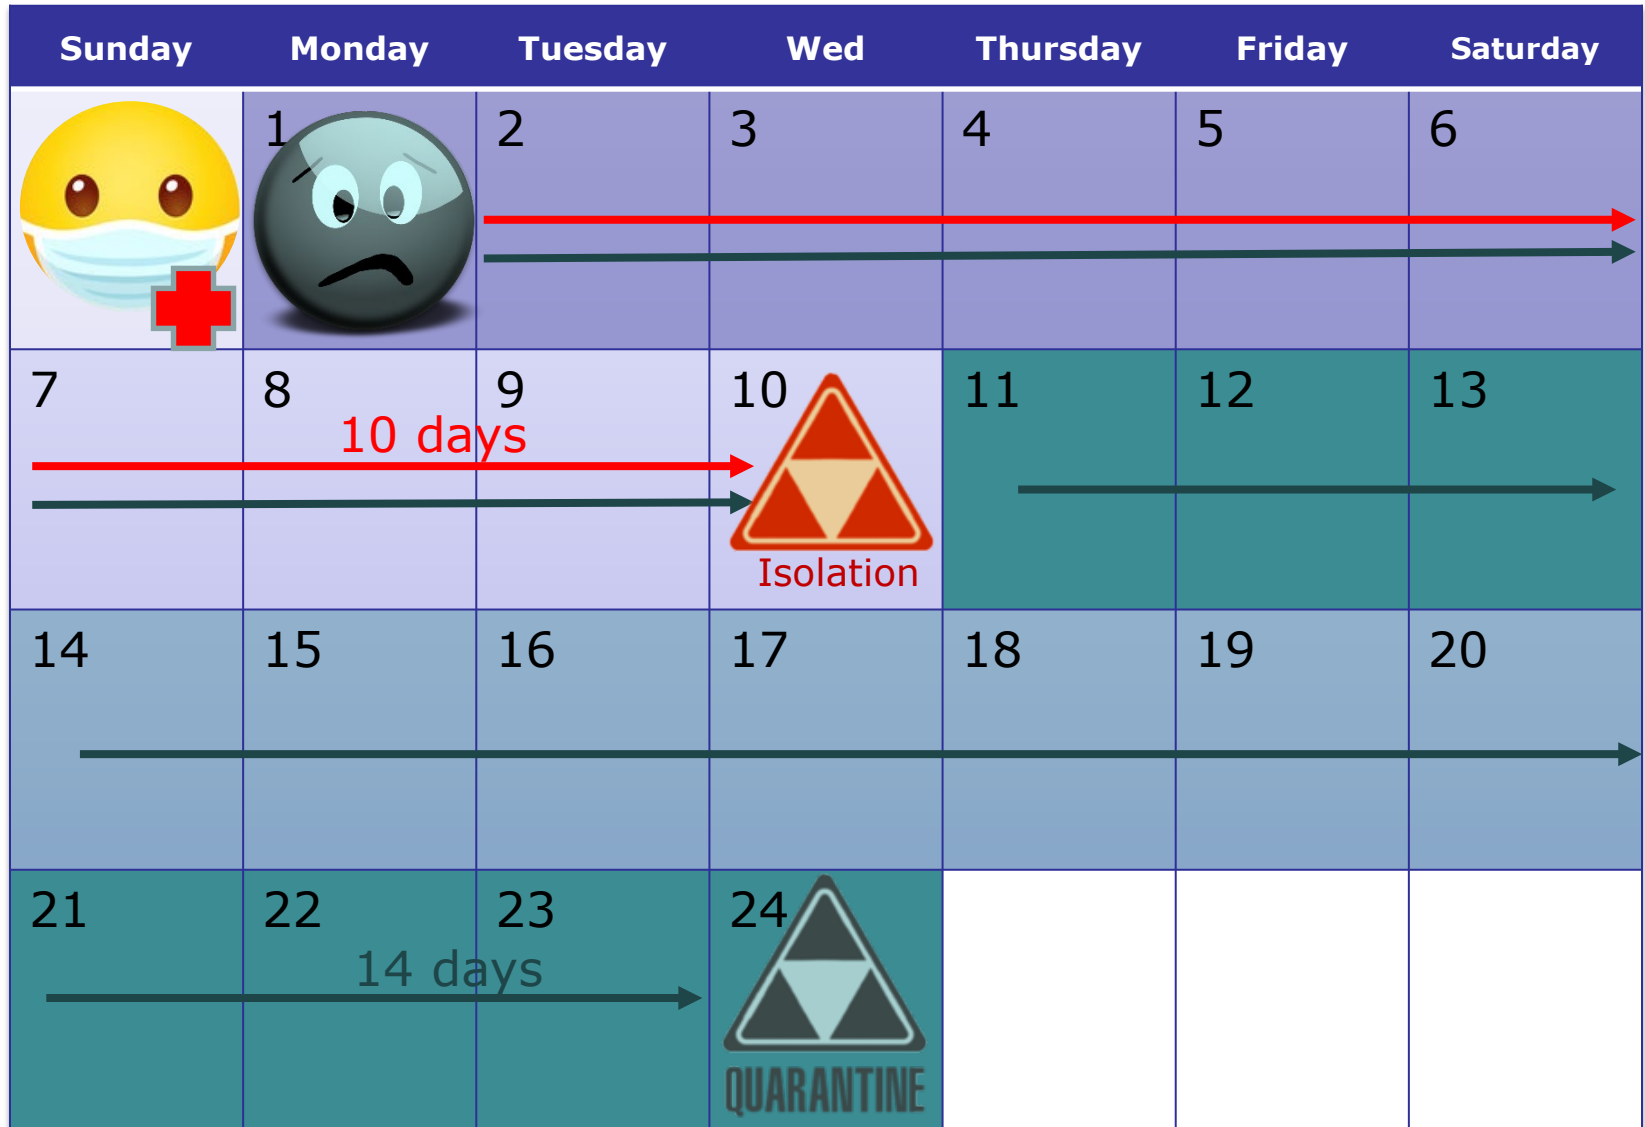 Sunday Monday Tuesday Wed Thursday Friday Saturday
1 2 3 4 5 6
7 8 9 10 11 12 13
10 days
Isolation
14 15 16 17 18 19 20
21 22 23 24
14 days
QUARANTINE